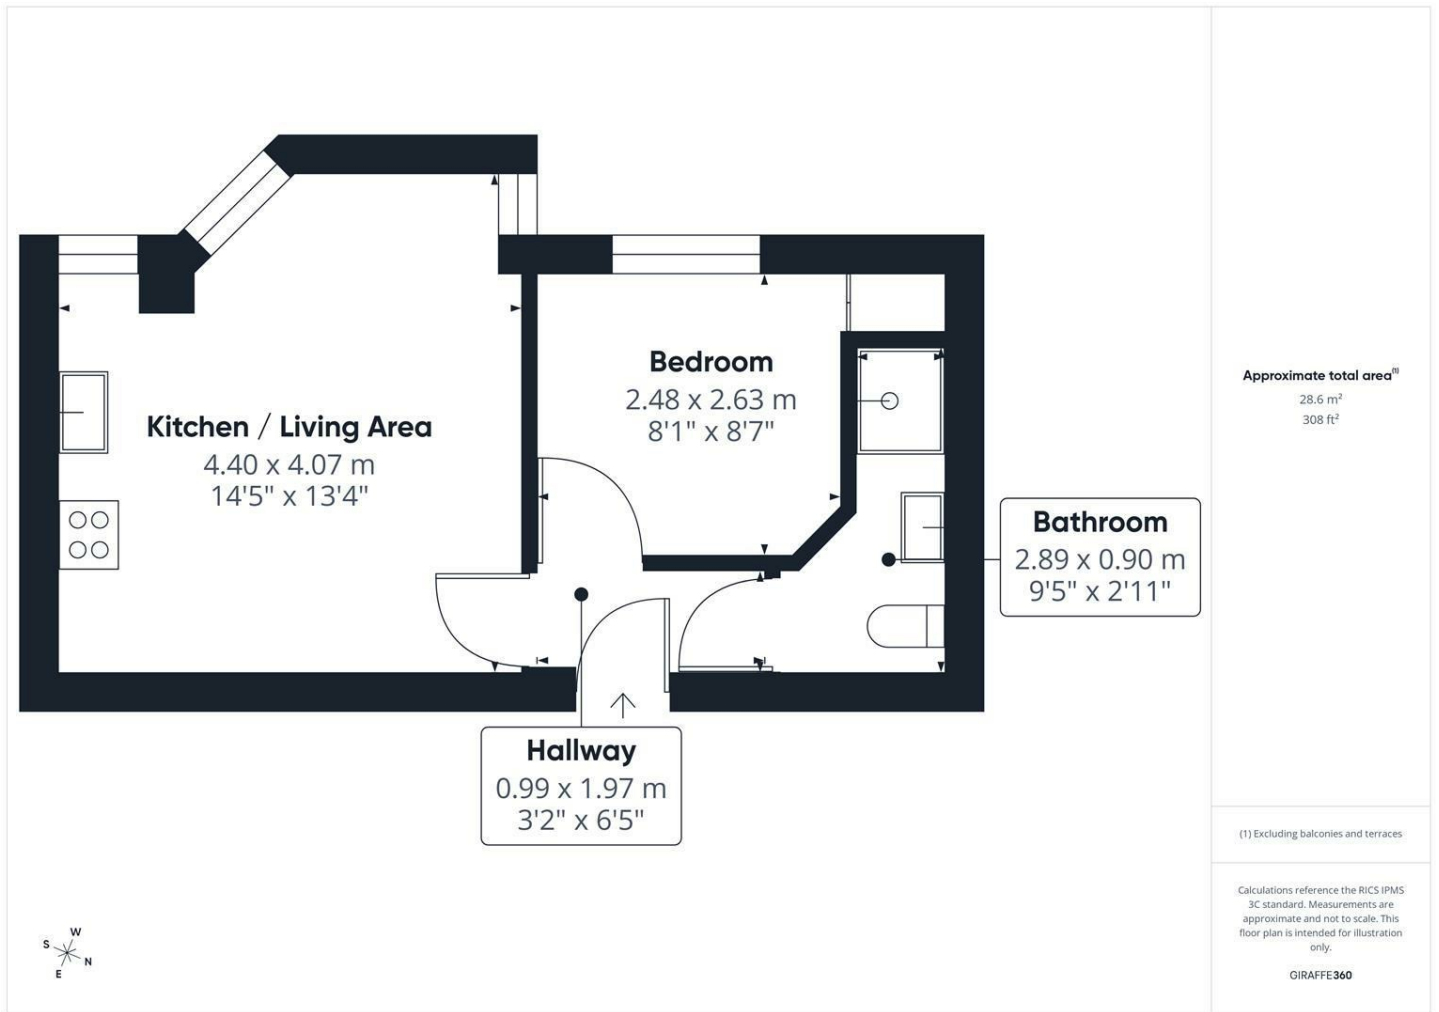 Kitchen / Living Area
4.40 x 4.07 m
14'5" x 13'4"
Bedroom
2.48 x 2.63 m
8'1" x 8'7"
Bathroom
2.89 x 0.90 m
9'5" x 2'11"
Hallway
0.99 x 1.97 m
3'2" x 6'5"
W
S
N
E
Approximate total area(1)
28.6 m²
308 ft²
(1) Excluding balconies and terraces
Calculations reference the RICS IPMS
3C standard. Measurements are
approximate and not to scale. This
floor plan is intended for illustration
only.
GIRAFFE360